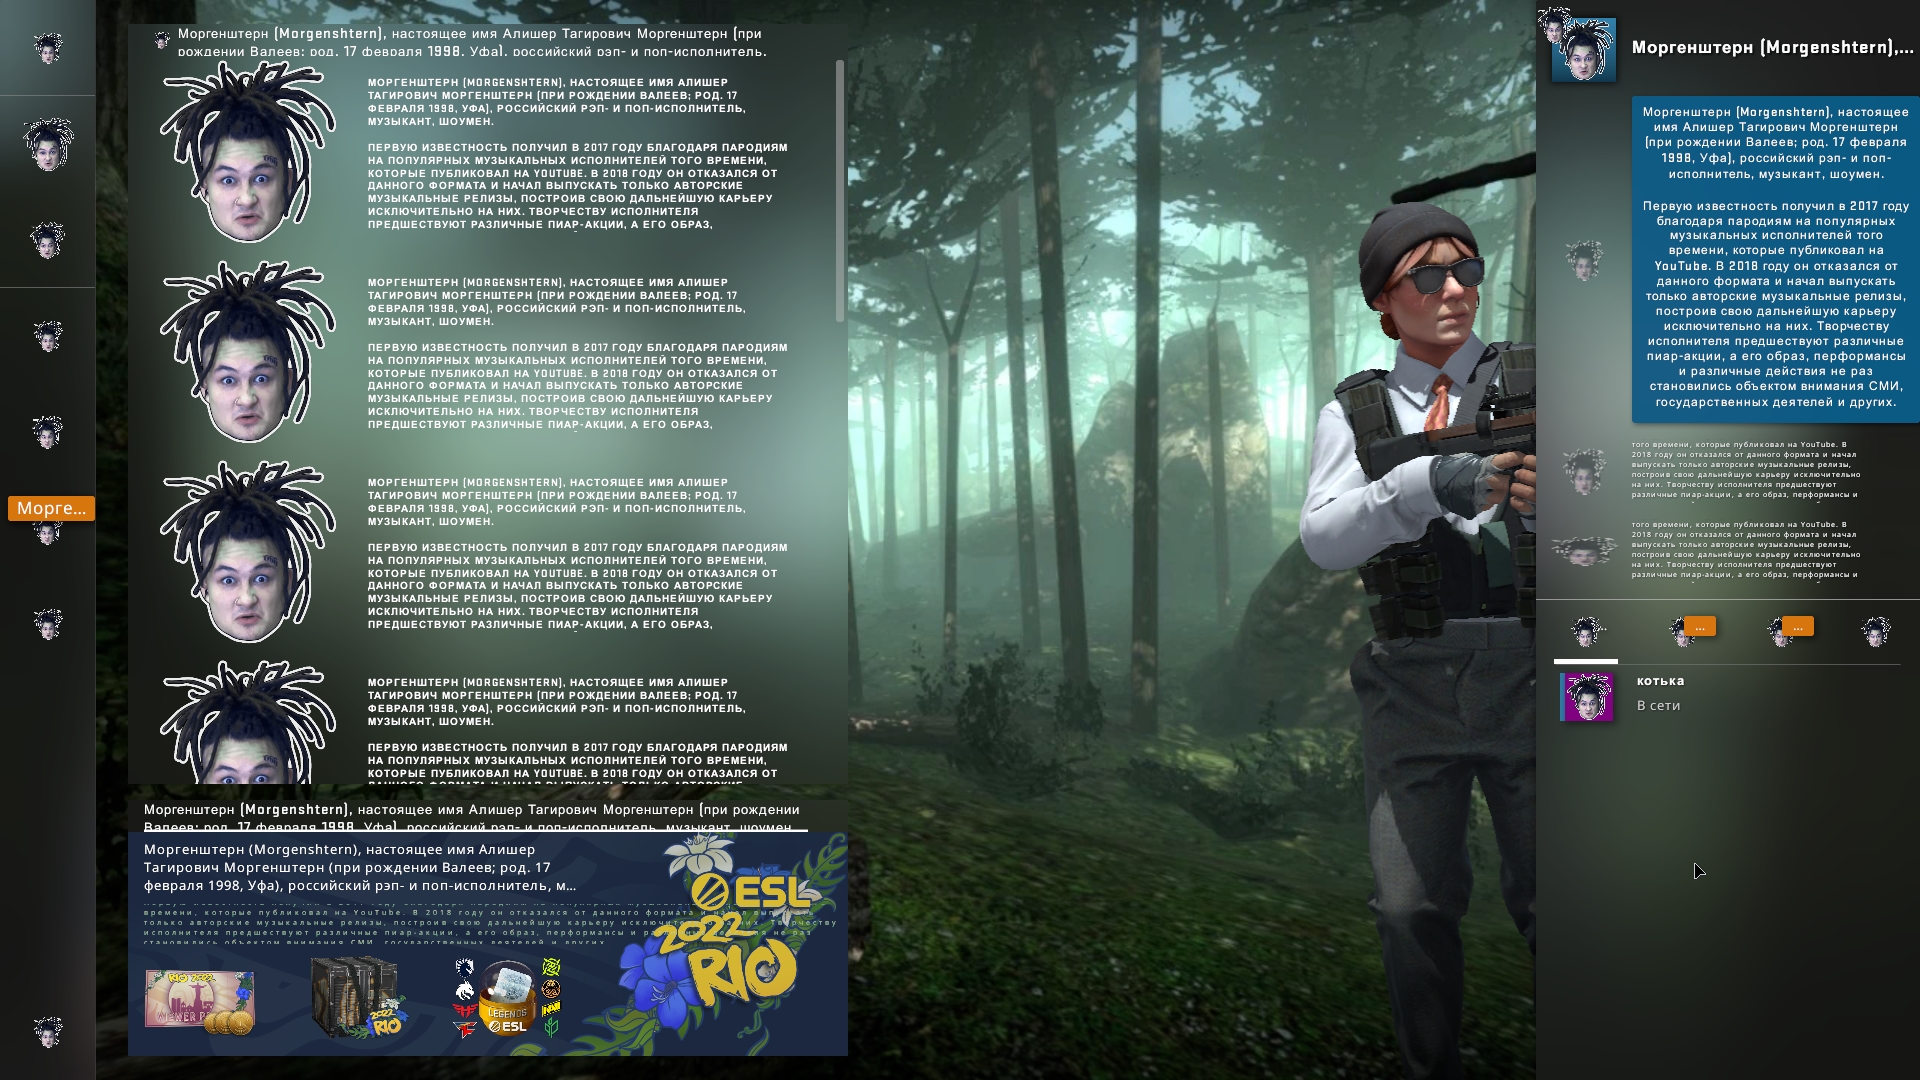 Моргенштерн (Morgenshtern), настоящее имя Алишер Тагирович Моргенштерн (при
рождении Валеев; род. 17 февраля 1998, Уфа), российский рэп- и поп-исполнитель,
МОРГЕНШТЕРН (MORGENSHTERN), НАСТОЯЩЕЕ ИМЯ АЛИШЕР
ТАГИРОВИЧ МОРГЕНШТЕРН (ПРИ РОЖДЕНИИ ВАЛЕЕВ; РОД. 17
ФЕВРАЛЯ 1998, УФА), РОССИЙСКИЙ РЭП- И ПОП-ИСПОЛНИТЕЛЬ,
МУЗЫКАНТ, ШОУМЕН.
ПЕРВУЮ ИЗВЕСТНОСТЬ ПОЛУЧИЛ В 2017 ГОДУ БЛАГОДАРЯ ПАРОДИЯМ
НА ПОПУЛЯРНЫХ МУЗЫКАЛЬНЫХ ИСПОЛНИТЕЛЕЙ ТОГО ВРЕМЕНИ,
КОТОРЫЕ ПУБЛИКОВАЛ НА YOUTUBE. В 2018 ГОДУ ОН ОТКАЗАЛСЯ ОТ
ДАННОГО ФОРМАТА И НАЧАЛ ВЫПУСКАТЬ ТОЛЬКО АВТОРСКИЕ
МУЗЫКАЛЬНЫЕ РЕЛИЗЫ, ПОСТРОИВ СВОЮ ДАЛЬНЕЙШУЮ КАРЬЕРУ
ИСКЛЮЧИТЕЛЬНО НА НИХ. ТВОРЧЕСТВУ ИСПОЛНИТЕЛЯ
ПРЕДШЕСТВУЮТ РАЗЛИЧНЫЕ ПИАР-АКЦИИ, А ЕГО ОБРАЗ,
МОРГЕНШТЕРН (MORGENSHTERN), НАСТОЯЩЕЕ ИМЯ АЛИШЕР
ТАГИРОВИЧ МОРГЕНШТЕРН (ПРИ РОЖДЕНИИ ВАЛЕЕВ; РОД. 17
ФЕВРАЛЯ 1998, УФА), РОССИЙСКИЙ РЭП- И ПОП-ИСПОЛНИТЕЛЬ,
МУЗЫКАНТ, ШОУМЕН.
ПЕРВУЮ ИЗВЕСТНОСТЬ ПОЛУЧИЛ В 2017 ГОДУ БЛАГОДАРЯ ПАРОДИЯМ
НА ПОПУЛЯРНЫХ МУЗЫКАЛЬНЫХ ИСПОЛНИТЕЛЕЙ ТОГО ВРЕМЕНИ,
КОТОРЫЕ ПУБЛИКОВАЛ НА YOUTUBE. В 2018 ГОДУ ОН ОТКАЗАЛСЯ ОТ
ДАННОГО ФОРМАТА И НАЧАЛ ВЫПУСКАТЬ ТОЛЬКО АВТОРСКИЕ
МУЗЫКАЛЬНЫЕ РЕЛИЗЫ, ПОСТРОИВ СВОЮ ДАЛЬНЕЙШУЮ КАРЬЕРУ
ИСКЛЮЧИТЕЛЬНО НА НИХ. ТВОРЧЕСТВУ ИСПОЛНИТЕЛЯ
ПРЕДШЕСТВУЮТ РАЗЛИЧНЫЕ ПИАР-АКЦИИ, А ЕГО ОБРАЗ,
МОРГЕНШТЕРН (MORGENSHTERN), НАСТОЯЩЕЕ ИМЯ АЛИШЕР
ТАГИРОВИЧ МОРГЕНШТЕРН (ПРИ РОЖДЕНИИ ВАЛЕЕВ; РОД. 17
ФЕВРАЛЯ 1998, УФА), РОССИЙСКИЙ РЭП- И ПОП-ИСПОЛНИТЕЛЬ,
МУЗЫКАНТ, ШОУМЕН.
ПЕРВУЮ ИЗВЕСТНОСТЬ ПОЛУЧИЛ В 2017 ГОДУ БЛАГОДАРЯ ПАРОДИЯМ
НА ПОПУЛЯРНЫХ МУЗЫКАЛЬНЫХ ИСПОЛНИТЕЛЕЙ ТОГО ВРЕМЕНИ,
КОТОРЫЕ ПУБЛИКОВАЛ НА YOUTUBE. В 2018 ГОДУ ОН ОТКАЗАЛСЯ ОТ
ДАННОГО ФОРМАТА И НАЧАЛ ВЫПУСКАТЬ ТОЛЬКО АВТОРСКИЕ
МУЗЫКАЛЬНЫЕ РЕЛИЗЫ, ПОСТРОИВ СВОЮ ДАЛЬНЕЙШУЮ КАРЬЕРУ
ИСКЛЮЧИТЕЛЬНО НА НИХ. ТВОРЧЕСТВУ ИСПОЛНИТЕЛЯ
ПРЕДШЕСТВУЮТ РАЗЛИЧНЫЕ ПИАР-АКЦИИ, А ЕГО ОБРАЗ,
МОРГЕНШТЕРН (MORGENSHTERN), НАСТОЯЩЕЕ ИМЯ АЛИШЕР
ТАГИРОВИЧ МОРГЕНШТЕРН (ПРИ РОЖДЕНИИ ВАЛЕЕВ; РОД. 17
ФЕВРАЛЯ 1998, УФА), РОССИЙСКИЙ РЭП- И ПОП-ИСПОЛНИТЕЛЬ,
МУЗЫКАНТ, ШОУМЕН.
ПЕРВУЮ ИЗВЕСТНОСТЬ ПОЛУЧИЛ В 2017 ГОДУ БЛАГОДАРЯ ПАРОДИЯМ
НА ПОПУЛЯРНЫХ МУЗЫКАЛЬНЫХ ИСПОЛНИТЕЛЕЙ ТОГО ВРЕМЕНИ,
КОТОРЫЕ ПУБЛИКОВАЛ НА YOUTUBE. В 2018 ГОДУ ОН ОТКАЗАЛСЯ ОТ
ДАННОГО ФОРМАТА И НАЧАЛ ВЫПУСКАТЬ ТОЛЬКО АВТОРСКИЕ
Морге...
Моргенштерн (Morgenshtern), настоящее имя Алишер Тагирович Моргенштерн (при рождении
Валеев; род. 17 февраля 1998, Уфа), российский рэп- и поп-исполнитель, музыкант, шоумен.
Моргенштерн (Morgenshtern), настоящее имя Алишер
Тагирович Моргенштерн (при рождении Валеев; род. 17
февраля 1998, Уфа), российский рэп- и поп-исполнитель, м...
времени, которые публиковал на YouTube. В 2018 году он отказался от данного формата и начал
только авторские музыкальные релизы, построив свою дальнейшую карьеру исключительно на них. Творчеству
исполнителя предшествуют различные пиар-акции, а его образ, перформансы и не раз
становились объектом внимания СМИ, государственных деятелей и других.
ESL
2022
RIO
RIO 2022
VIEWER
2022
RIO
LEGENDS
ESL
Моргенштерн (Morgenshtern),...
Моргенштерн (Morgenshtern), настоящее
имя Алишер Тагирович Моргенштерн
(при рождении Валеев; род. 17 февраля
1998, Уфа), российский рэп- и поп-
исполнитель, музыкант, шоумен.
Первую известность получил в 2017 году
благодаря пародиям на популярных
музыкальных исполнителей того
времени, которые публиковал на
YouTube. В 2018 году он отказался от
данного формата и начал выпускать
только авторские музыкальные релизы,
построив свою дальнейшую карьеру
исключительно на них. Творчеству
исполнителя предшествуют различные
пиар-акции, а его образ, перформансы
и различные действия не раз
становились объектом внимания СМИ,
государственных деятелей и других.
того времени, которые публиковал на YouTube. В
2018 году он отказался от данного формата и начал
выпускать только авторские музыкальные релизы,
построив свою дальнейшую карьеру исключительно
на них. Творчеству исполнителя предшествуют
различные пиар-акции, а его образ, перформансы и
того времени, которые публиковал на YouTube. В
2018 году он отказался от данного формата и начал
выпускать только авторские музыкальные релизы,
построив свою дальнейшую карьеру исключительно
на них. Творчеству исполнителя предшествуют
различные пиар-акции, а его образ, перформансы и
...
...
котька
В сети